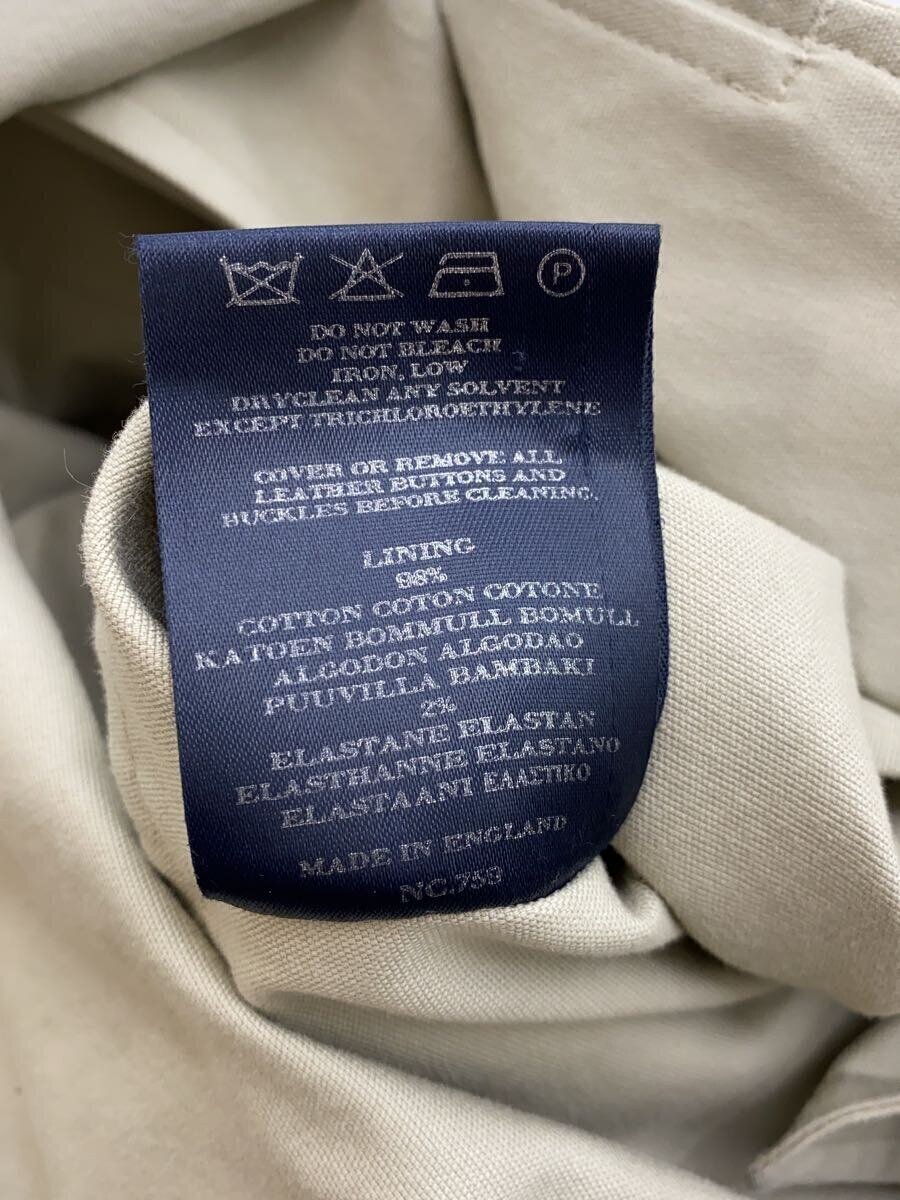 P
DO NOT WASH
DO NOT BLEACH
IRON, LOW
DRYCLEAN ANY SOLVENT
EXCEPT TRICHLOROETHYLENE
COVER OR REMOVE ALL
LEATHER BUTTONS AND
BUCKLES BEFORE CLEANING.
LINING
98%
COTTON COTON COTONE
KATOEN BOMMULL BOMULL
ALGODON ALGODAO
PUUVILLA BAMBAKI
2%
ELASTANE ELASTAN
ELASTHANNE ELASTANO
ELASTAANI ΕΛΑΣΤΙΚΟ
MADE IN ENGLAND
NC.753